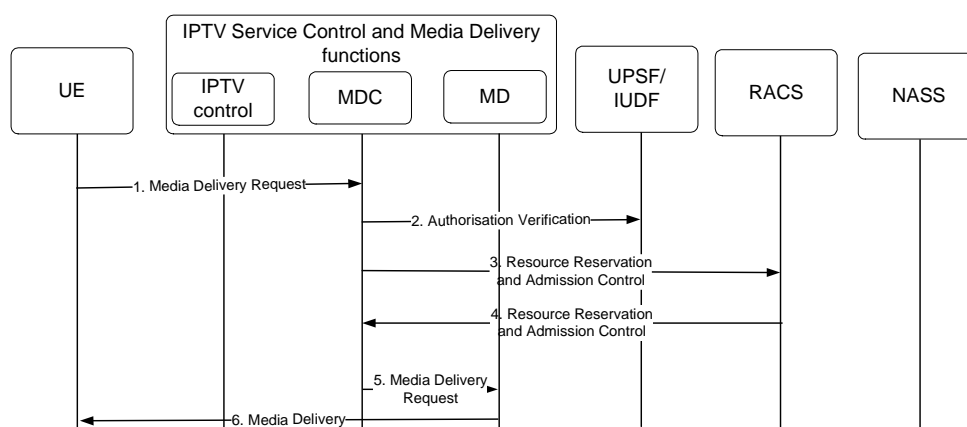 IPTV Service Control and Media Delivery
functions
UE
IPTV
control
MDC
MD
UPSF/
IUDF
RACS
NASS
1. Media Delivery Request
2. Authorisation Verification
3. Resource Reservation
and Admission Control
4. Resource Reservation
and Admission Control
5. Media Delivery
Request
6. Media Delivery